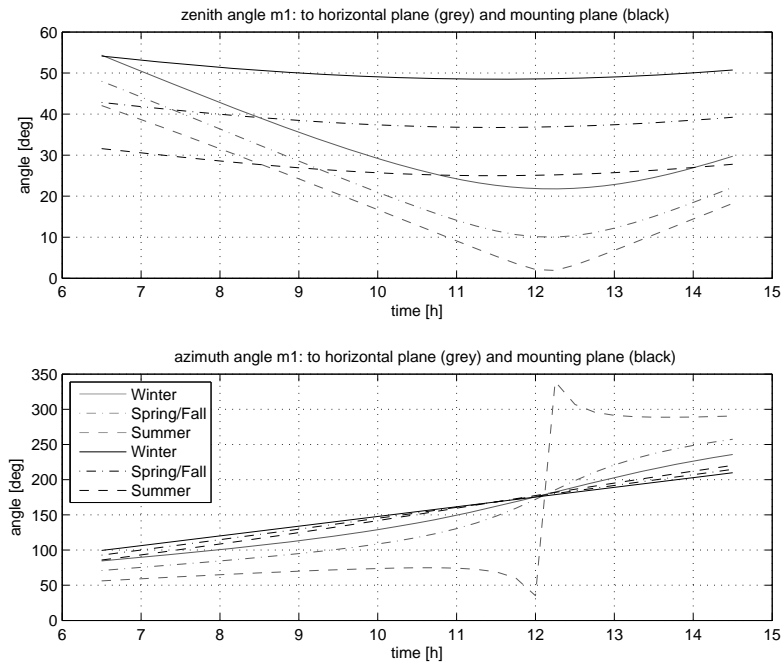 zenith angle m1: to horizontal plane (grey) and mounting plane (black)
60
50
40
30
20
10
0
angle [deg]
6 7 8 9 10 11 12 13 14 15
time [h]
azimuth angle m1: to horizontal plane (grey) and mounting plane (black)
350
300
250
200
150
100
50
0
angle [deg]
Winter
Spring/Fall
Summer
Winter
Spring/Fall
Summer
6 7 8 9 10 11 12 13 14 15
time [h]